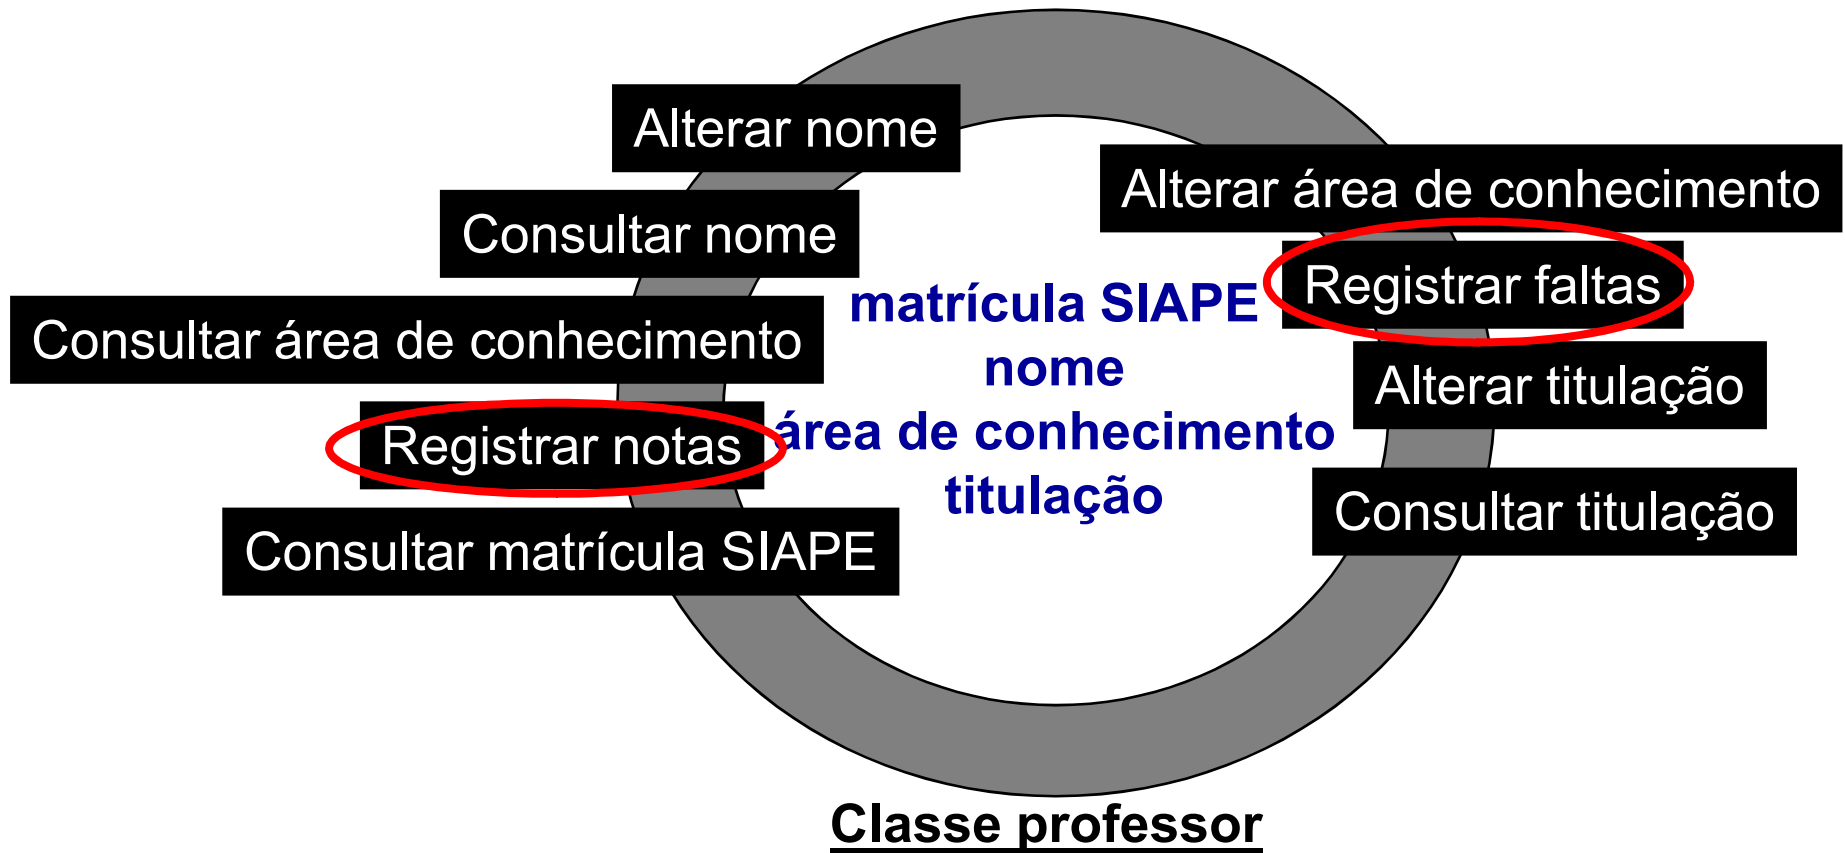 Alterar nome
Consultar nome
Consultar área de conhecimento
Registrar notas
Consultar matrícula SIAPE
matrícula SIAPE
nome
área de conhecimento
titulação
Alterar área de conhecimento
Registrar faltas
Alterar titulação
Consultar titulação
Classe professor